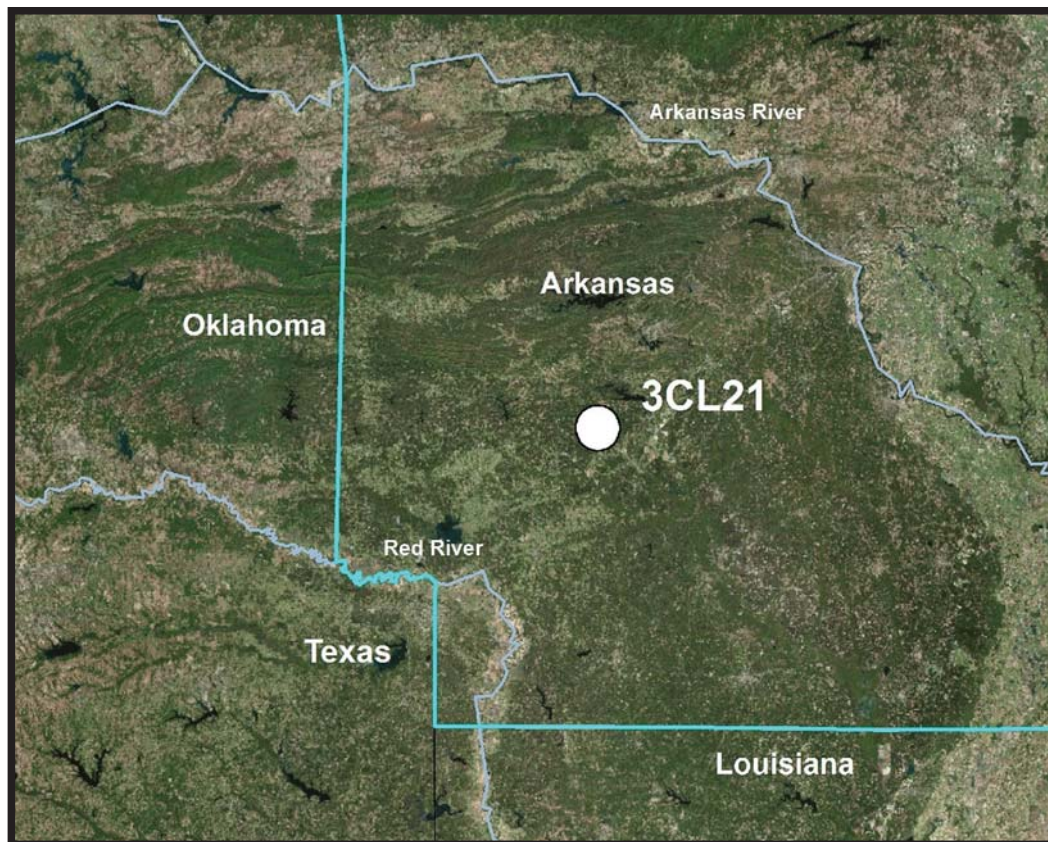 Arkansas River
Arkansas
Oklahoma
3CL21
Red River
Texas
Louisiana